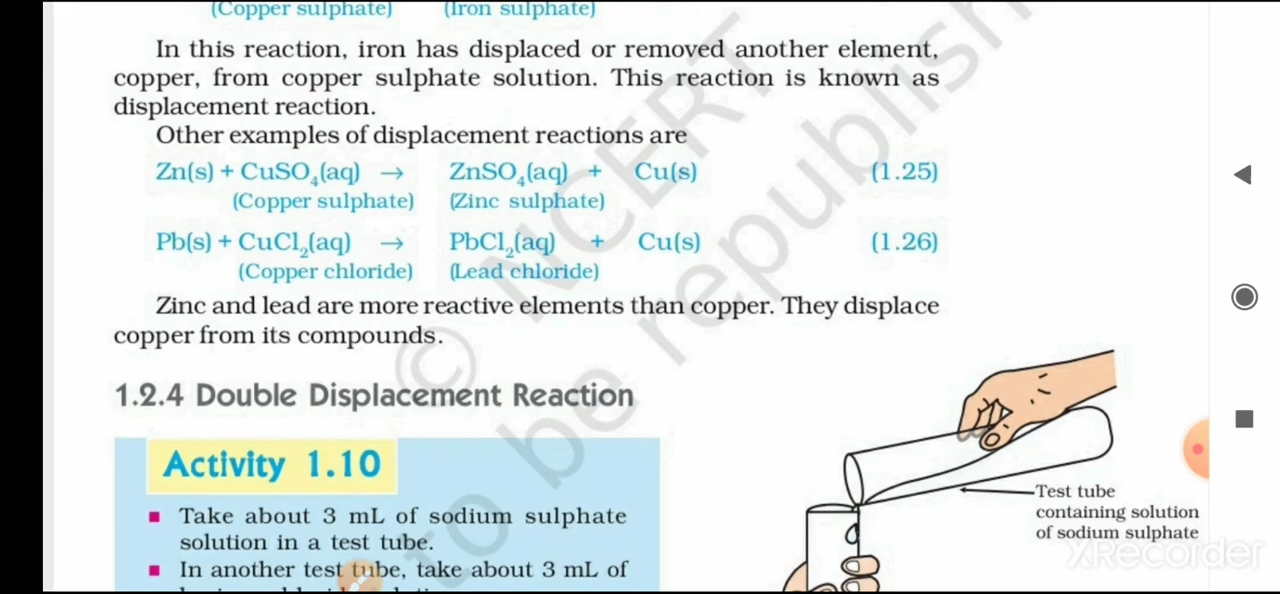 (Copper sulphate) (Iron sulphate)
In this reaction, iron has displaced or removed another element,
copper, from copper sulphate solution. This reaction is known as
displacement reaction.
Other examples of displacement reactions are
Zn(s) + CuSO₄(aq) → ZnSO₄(aq) + Cu(s) (1.25)
(Copper sulphate) (Zinc sulphate)
Pb(s) + CuCl₂(aq) → PbCl₂(aq) + Cu(s) (1.26)
(Copper chloride) (Lead chloride)
Zinc and lead are more reactive elements than copper. They displace
copper from its compounds.
1.2.4 Double Displacement Reaction
Activity 1.10
■ Take about 3 mL of sodium sulphate
solution in a test tube.
■ In another test tube, take about 3 mL of
Test tube
containing solution
of sodium sulphate
© NCERT
to be republish
XRecorder